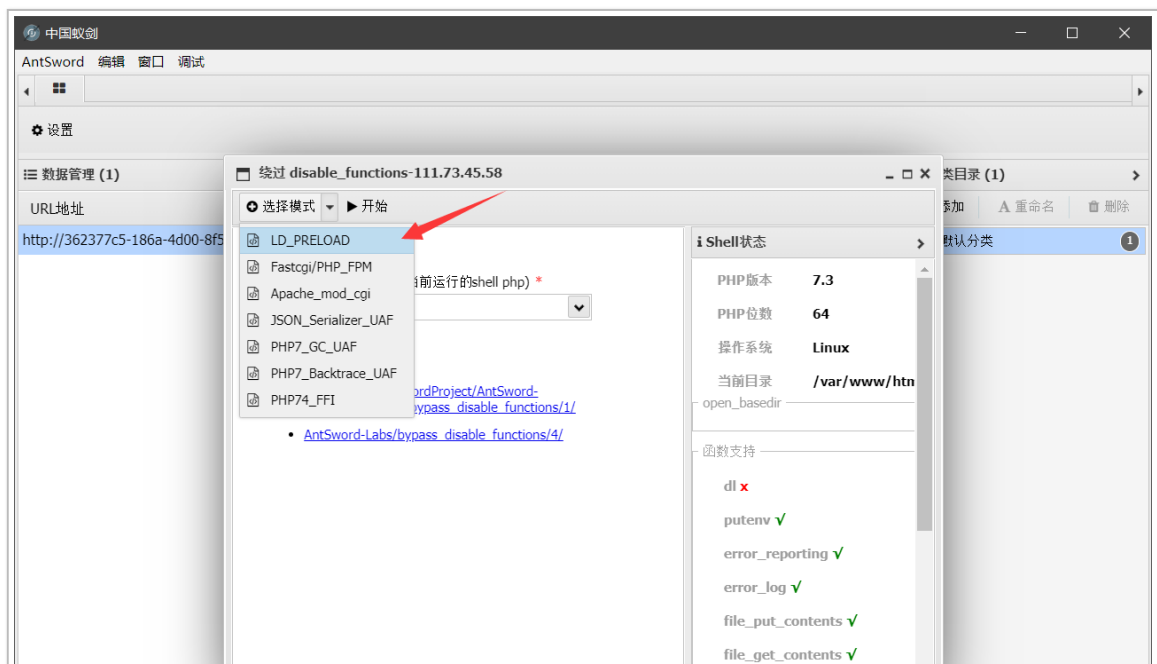 中国蚁剑
AntSword 编辑 窗口 调试
设置
数据管理 (1)
URL地址
http://362377c5-186a-4d00-8f5
绕过 disable_functions-111.73.45.58
选择模式 开始
LD_PRELOAD
Fastcgi/PHP_FPM
Apache_mod_cgi
JSON_Serializer_UAF
PHP7_GC_UAF
PHP7_Backtrace_UAF
PHP74_FFI
前运行的shell php) *
ordProject/AntSword-
bypass_disable_functions/1/
AntSword-Labs/bypass_disable_functions/4/
Shell状态
PHP版本 7.3
PHP位数 64
操作系统 Linux
当前目录 /var/www/htm
open_basedir
函数支持
dl x
putenv √
error_reporting √
error_log √
file_put_contents √
file_get_contents √
类目录 (1)
添加 重命名 删除
默认分类 1